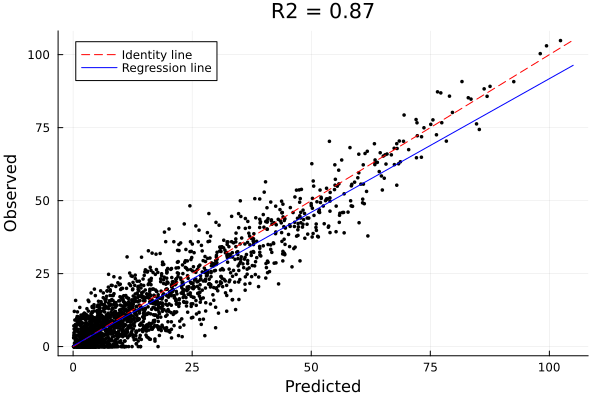 R2 = 0.87
Identity line
Regression line
100
75
50
25
0
Observed
0 25 50 75 100
Predicted